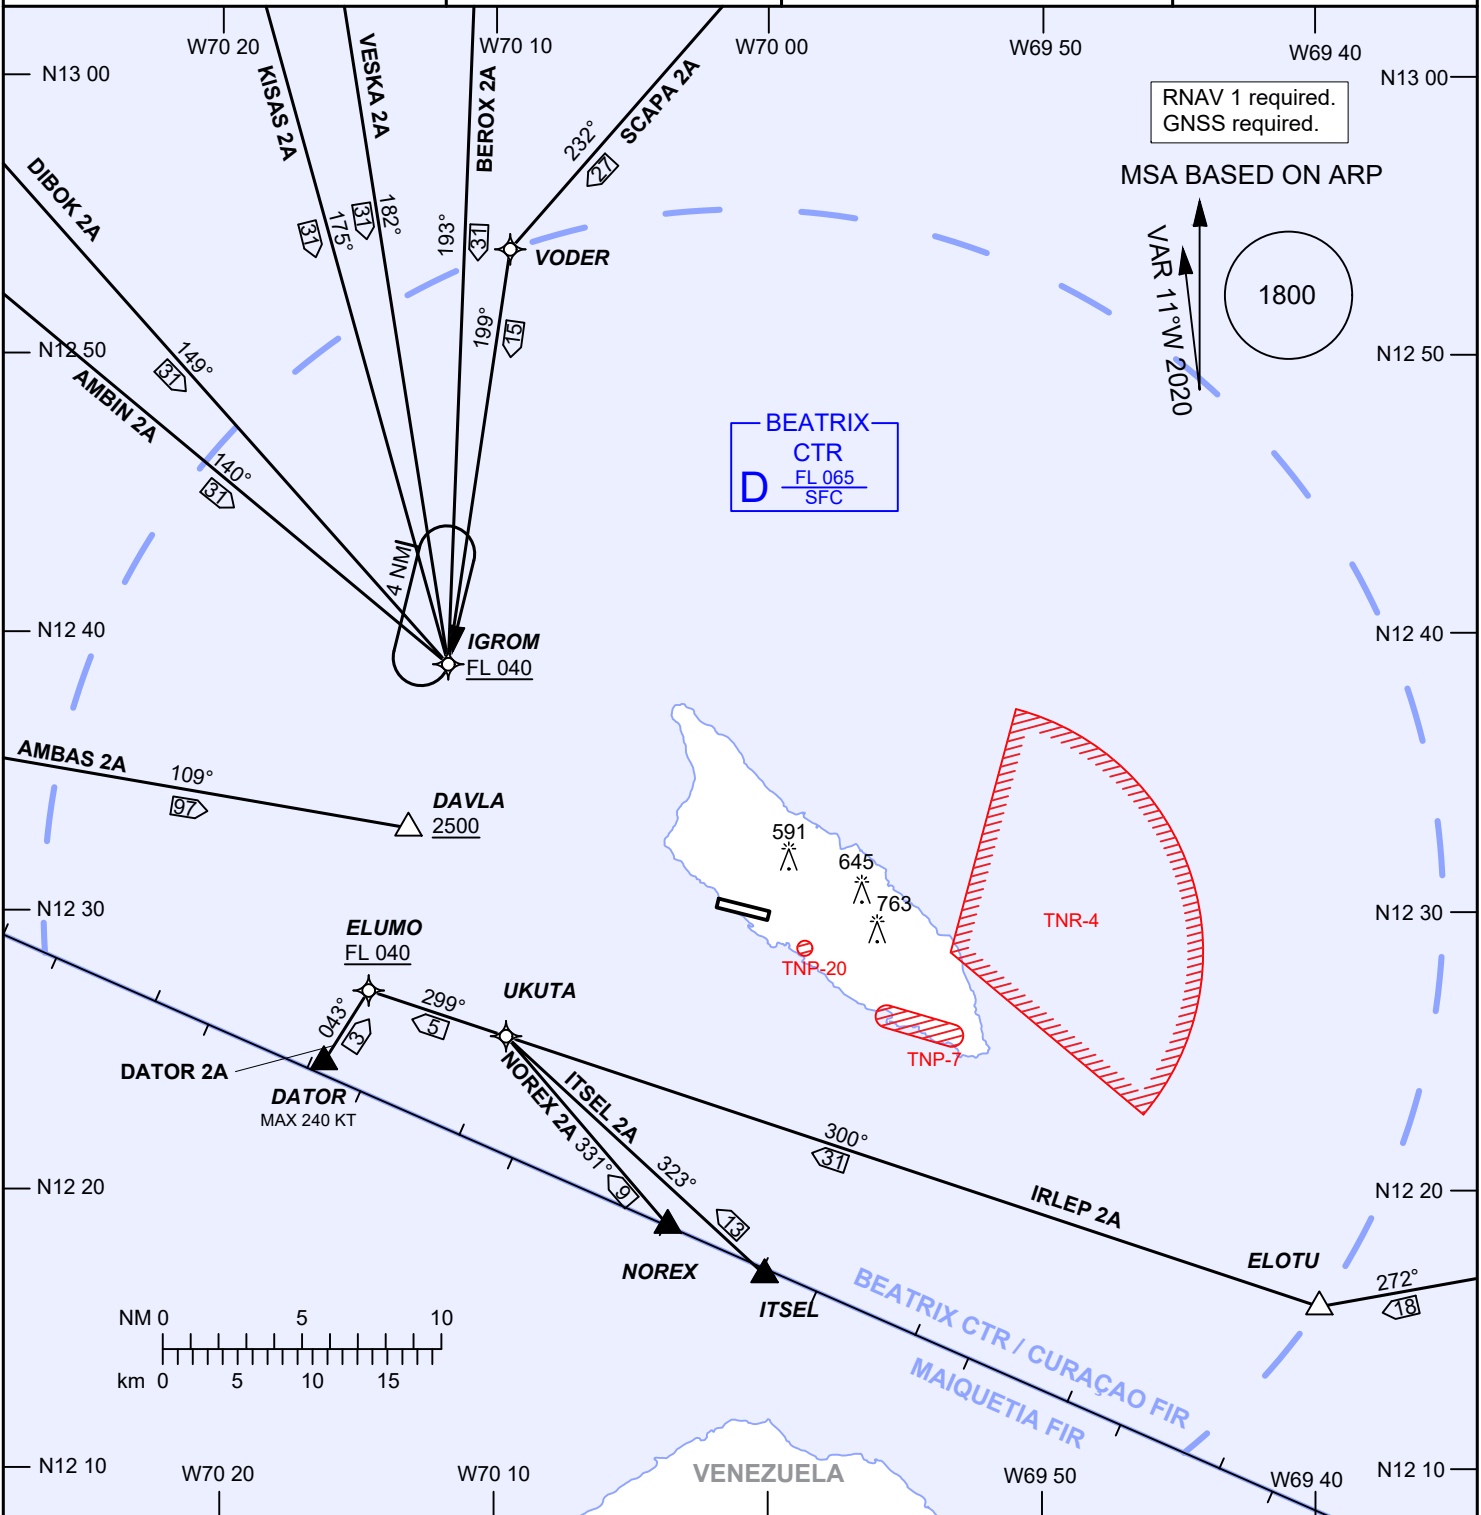 W70 20
W70 10
W70 00
W69 50
W69 40
N13 00
N13 00
KISAS 2A
VESKA 2A
BEROX 2A
SCAPA 2A
232°
27
RNAV 1 required.
GNSS required.
MSA BASED ON ARP
VAR 11°W 2020
1800
DIBOK 2A
31
175°
31
182°
193°
31
VODER
199°
15
N12 50
N12 50
149°
31
AMBIN 2A
140°
31
BEATRIX
CTR
D
FL 065
SFC
4 NM
N12 40
N12 40
IGROM
FL 040
AMBAS 2A
109°
97
DAVLA
2500
591
645
763
TNR-4
N12 30
N12 30
ELUMO
FL 040
TNP-20
UKUTA
299°
5
043°
3
TNP-7
DATOR 2A
DATOR
MAX 240 KT
NOREX 2A
331°
9
ITSEL 2A
323°
13
300°
31
IRLEP 2A
N12 20
N12 20
NOREX
ITSEL
ELOTU
272°
18
BEATRIX CTR / CURAÇAO FIR
MAIQUETIA FIR
NM 0 5 10
km 0 5 10 15
N12 10
N12 10
VENEZUELA
W70 20
W70 10
W69 50
W69 40